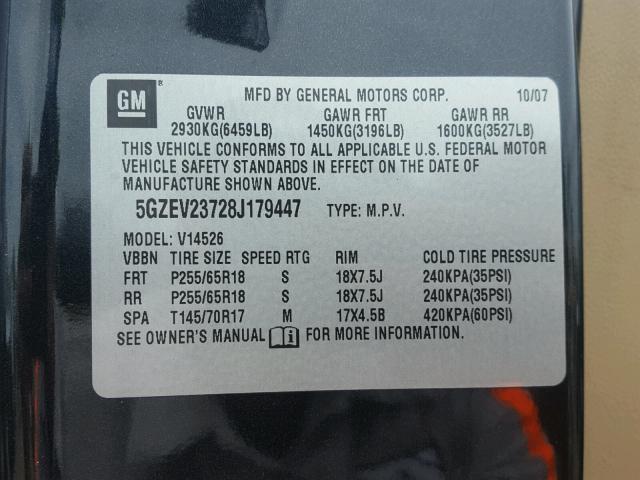 GM ® MFD BY GENERAL MOTORS CORP. 10/07
GVWR GAWR FRT GAWR RR
2930KG(6459LB) 1450KG(3196LB) 1600KG(3527LB)
THIS VEHICLE CONFORMS TO ALL APPLICABLE U.S. FEDERAL MOTOR
VEHICLE SAFETY STANDARDS IN EFFECT ON THE DATE OF
MANUFACTURE SHOWN ABOVE.
5GZEV23728J179447 TYPE: M.P.V.
MODEL: V14526
VBBN TIRE SIZE SPEED RTG RIM COLD TIRE PRESSURE
FRT P255/65R18 S 18X7.5J 240KPA(35PSI)
RR P255/65R18 S 18X7.5J 240KPA(35PSI)
SPA T145/70R17 M 17X4.5B 420KPA(60PSI)
SEE OWNER'S MANUAL i FOR MORE INFORMATION.